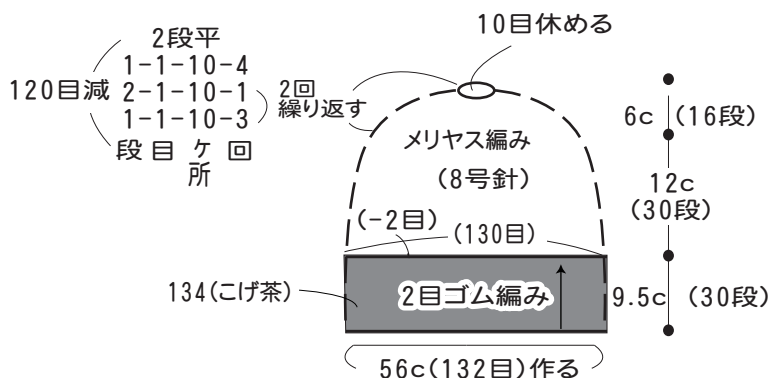 10目休める
2段平
1-1-10-4
120目減 2-1-10-1 2回
1-1-10-3 繰り返す
段目ヶ所回
メリヤス編み
(8号針)
6c (16段)
12c
(30段)
(-2目)
(130目)
134(こげ茶)
2目ゴム編み
9.5c (30段)
56c(132目)作る